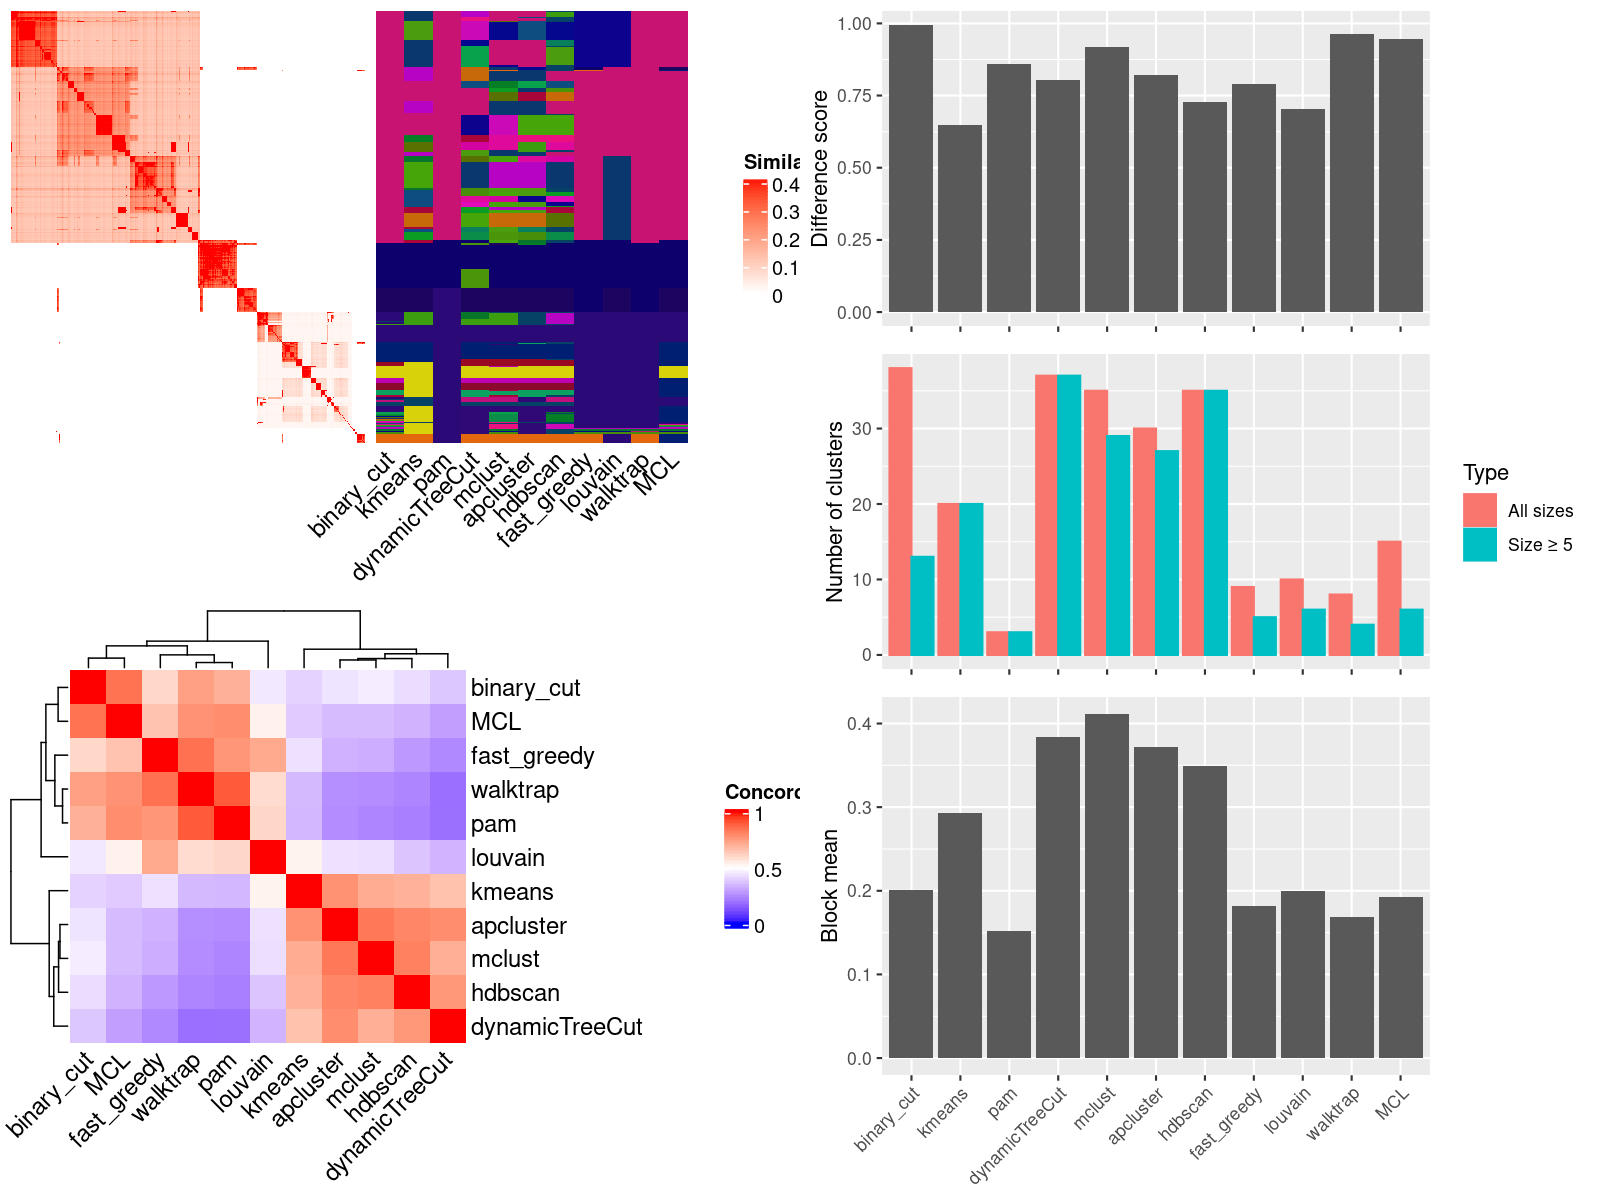 Simila
0.4
0.3
0.2
0.1
0
binary_cut
kmeans
pam
dynamicTreeCut
mclust
apcluster
hdbscan
fast_greedy
louvain
walktrap
MCL
Difference score
1.00
0.75
0.50
0.25
0.00
Number of clusters
30
20
10
0
Type
All sizes
Size ≥ 5
Block mean
0.4
0.3
0.2
0.1
0.0
binary_cut
kmeans
pam
dynamicTreeCut
mclust
apcluster
hdbscan
fast_greedy
louvain
walktrap
MCL
binary_cut
MCL
fast_greedy
walktrap
pam
louvain
kmeans
apcluster
mclust
hdbscan
dynamicTreeCut
binary_cut
MCL
fast_greedy
walktrap
pam
louvain
kmeans
apcluster
mclust
hdbscan
dynamicTreeCut
Concord
1
0.5
0